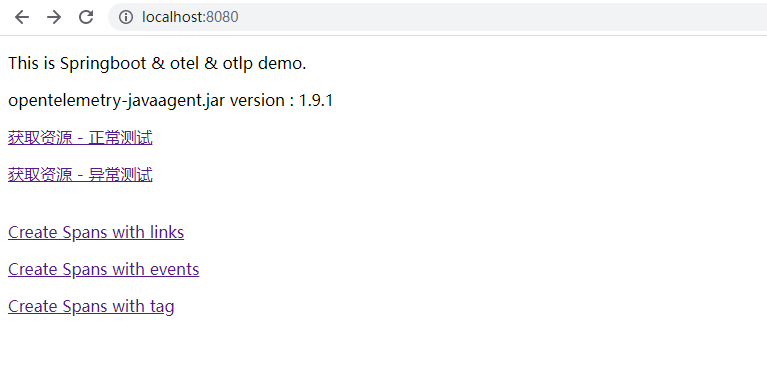 localhost:8080
This is Springboot & otel & otlp demo.
opentelemetry-javaagent.jar version : 1.9.1
获取资源 - 正常测试
获取资源 - 异常测试
Create Spans with links
Create Spans with events
Create Spans with tag